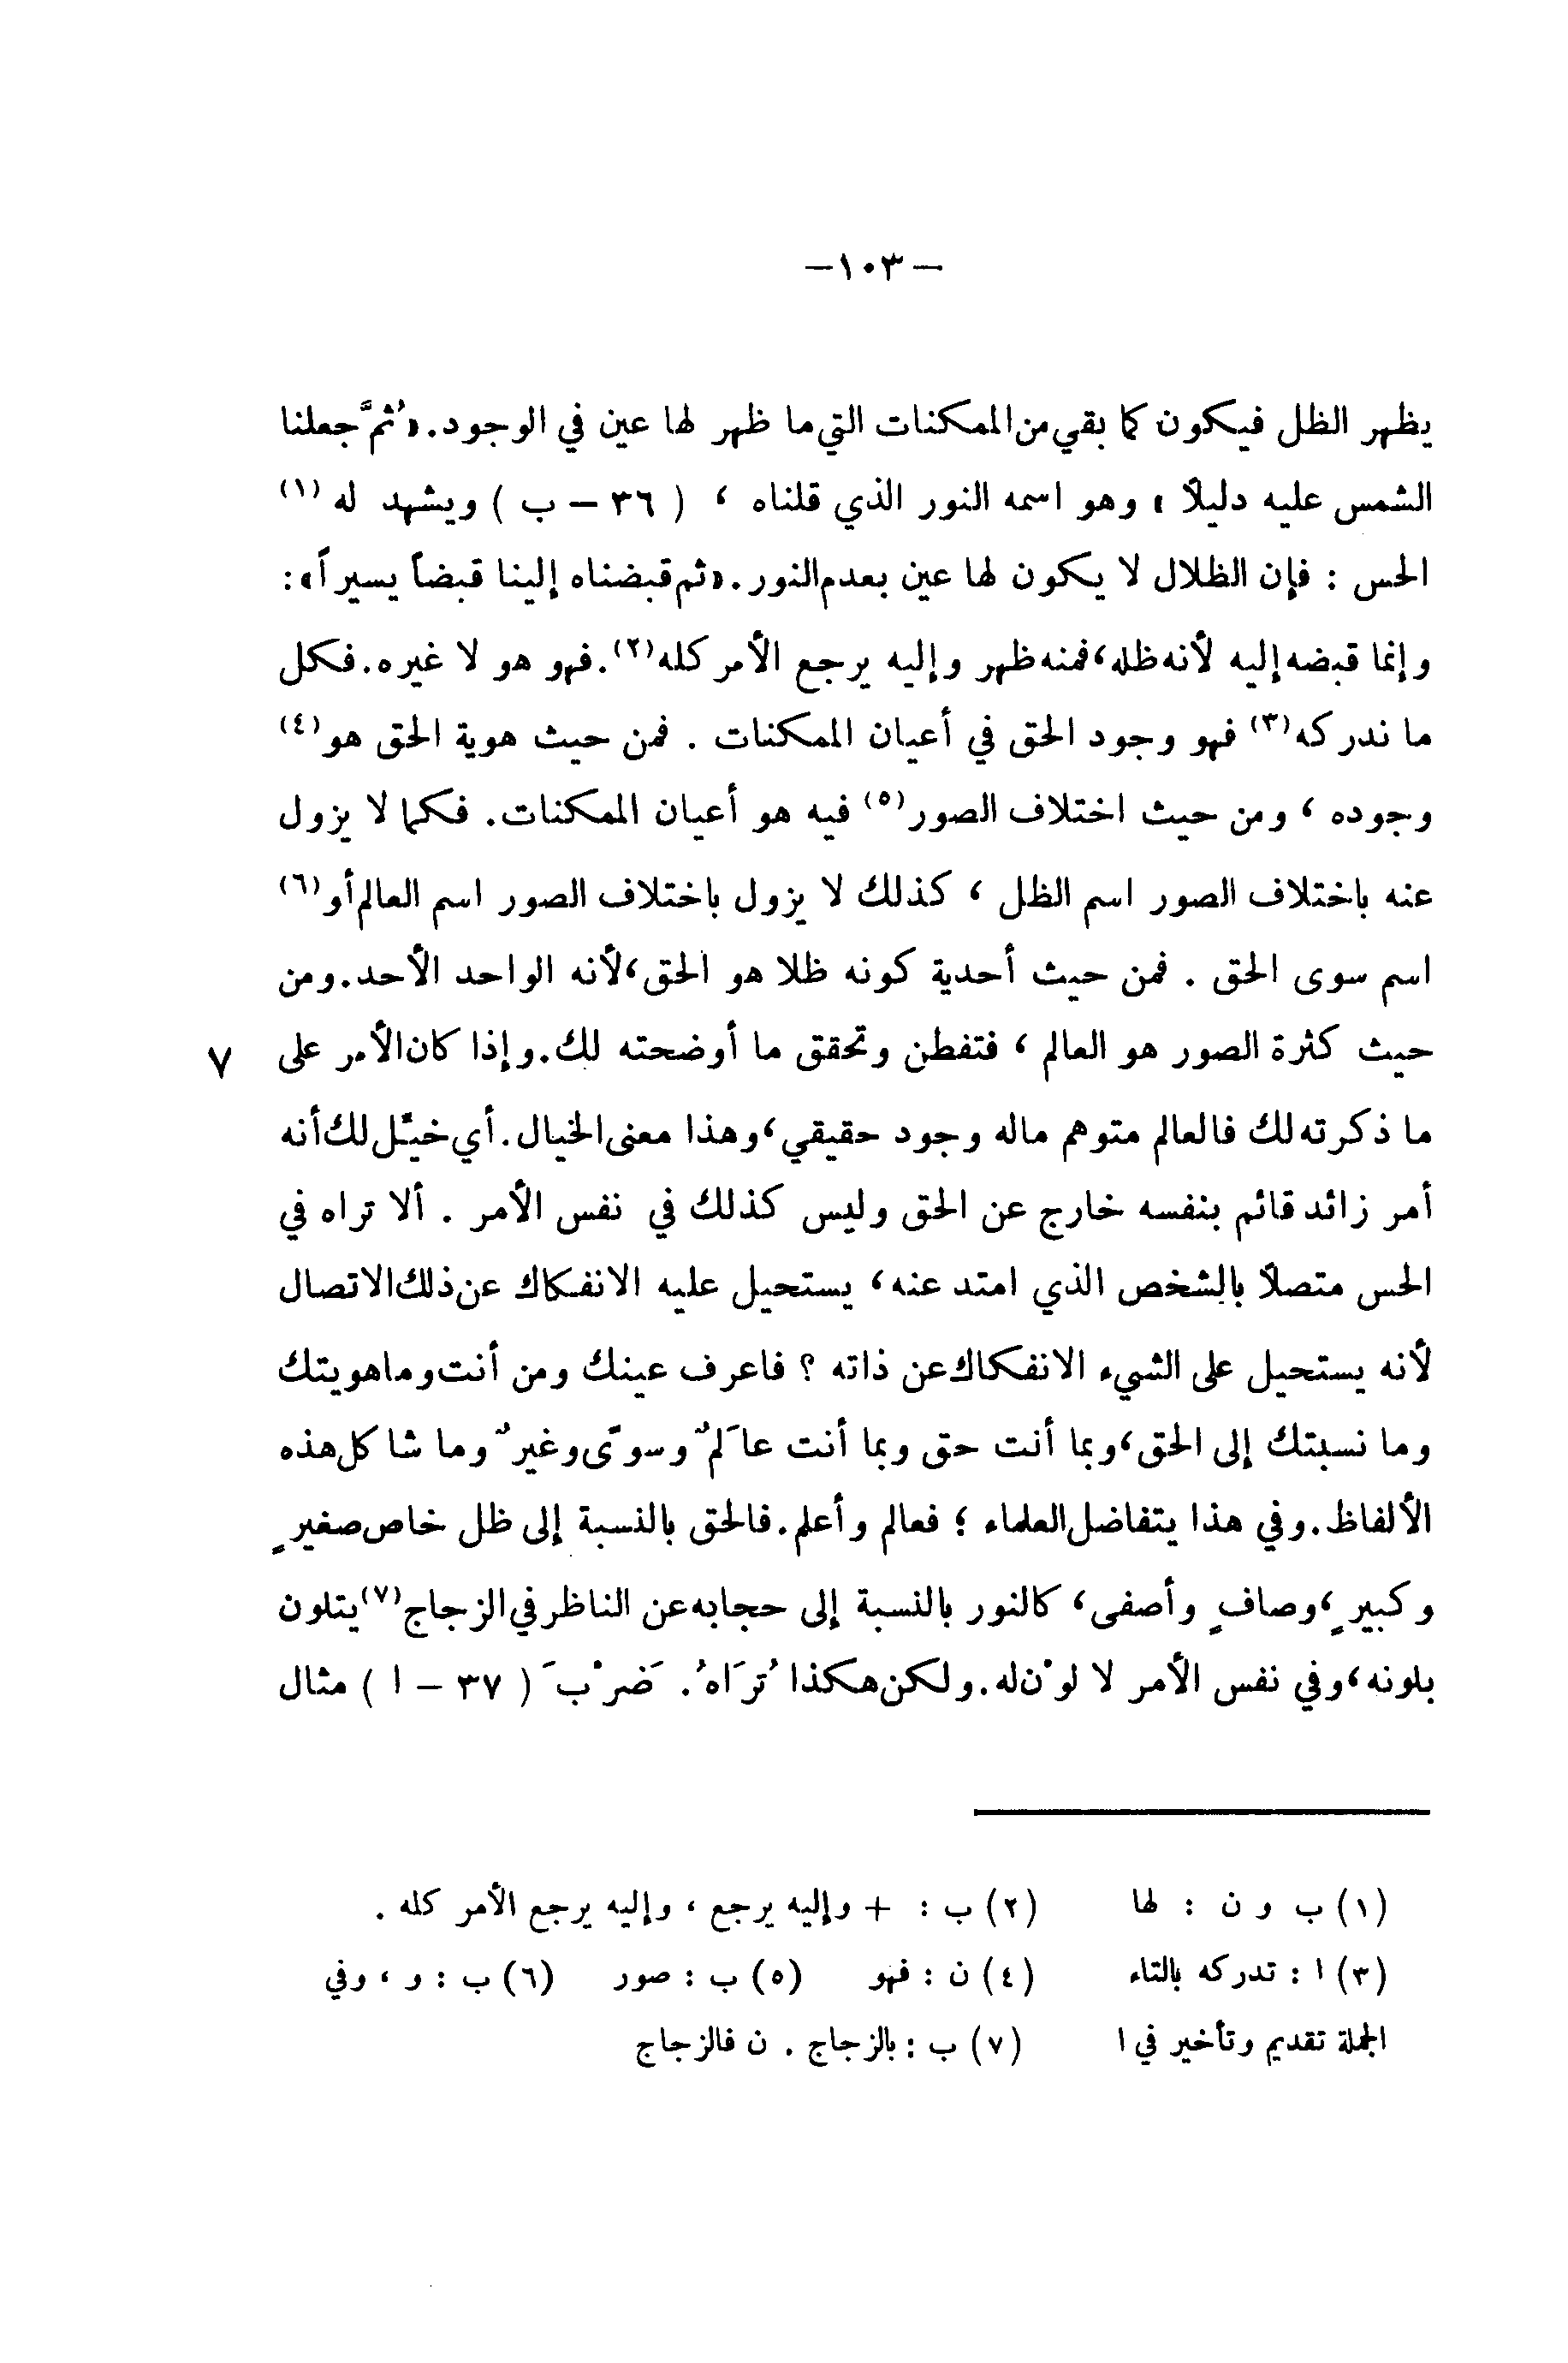 —١٠٣—
يظهر الظل فيكون كما بقي من الممكنات التي ما ظهر لها عين في الوجود. «ثُمَّ جعلنا
الشمس عليه دليلاً» وهو اسمه النور الذي قلناه ، ( ٣٦ – ب ) ويشهد له (١)
الحس : فإن الظلال لا يكون لها عين بعدم النور. «ثم قبضناه إلينا قبضاً يسيراً»:
وإنما قبضه إليه لأنه ظله، فمنه ظهر وإليه يرجع الأمر كله(٢). فهو هو لا غيره. فكل
ما ندركه(٣) فهو وجود الحق في أعيان الممكنات . فمن حيث هوية الحق هو(٤)
وجوده ، ومن حيث اختلاف الصور(٥) فيه هو أعيان الممكنات. فكما لا يزول
عنه باختلاف الصور اسم الظل ، كذلك لا يزول باختلاف الصور اسم العالم أو(٦)
اسم سوى الحق . فمن حيث أحدية كونه ظلا هو الحق، لأنه الواحد الأحد. ومن
حيث كثرة الصور هو العالم ، فتفطن وتحقق ما أوضحته لك. وإذا كان الأمر على ٧
ما ذكرته لك فالعالم متوهم ماله وجود حقيقي، وهذا معنى الخيال. أي خيِّل لك أنه
أمر زائد قائم بنفسه خارج عن الحق وليس كذلك في نفس الأمر . ألا تراه في
الحس متصلاً بالشخص الذي امتد عنه، يستحيل عليه الانفكاك عن ذلك الاتصال
لأنه يستحيل على الشيء الانفكاك عن ذاته ؟ فاعرف عينك ومن أنت وما هويتك
وما نسبتك إلى الحق، وبما أنت حق وبما أنت عالَمٌ وسوًى وغيرٌ وما شاكل هذه
الألفاظ. وفي هذا يتفاضل العلماء ؛ فعالم وأعلم. فالحق بالنسبة إلى ظل خاص صغيرٍ
وكبيرٍ، وصافٍ وأصفى، كالنور بالنسبة إلى حجابه عن الناظر في الزجاج(٧) يتلون
بلونه، وفي نفس الأمر لا لوْن له. ولكن هكذا تُرَاهُ. ضَرْبَ ( ٣٧ – ا ) مثال
(١) ب و ن : لها (٢) ب : + وإليه يرجع ، وإليه يرجع الأمر كله .
(٣) ا : تدركه بالتاء (٤) ن : فهو (٥) ب : صور (٦) ب : و ، وفي
الجملة تقديم وتأخير في ا (٧) ب : بالزجاج . ن فالزجاج